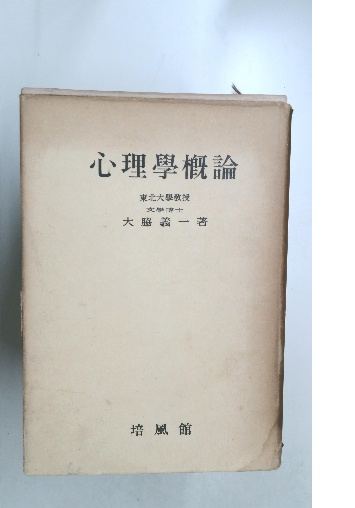 心理學概論
東北大學教授
文學博士
大脇義一著
培風館